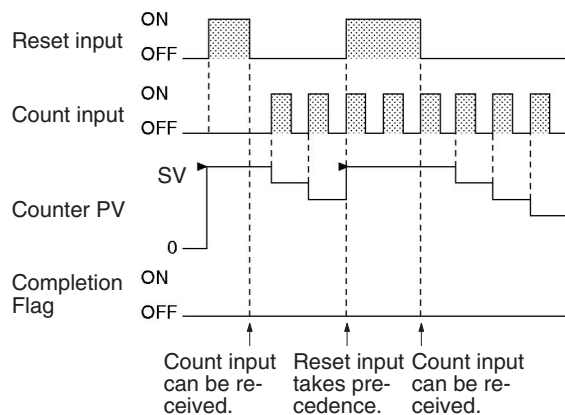 Reset input
ON
OFF
Count input
ON
OFF
Counter PV
SV
0
Completion
Flag
ON
OFF
Count input
can be re-
ceived.
Reset input
takes pre-
cedence.
Count input
can be re-
ceived.